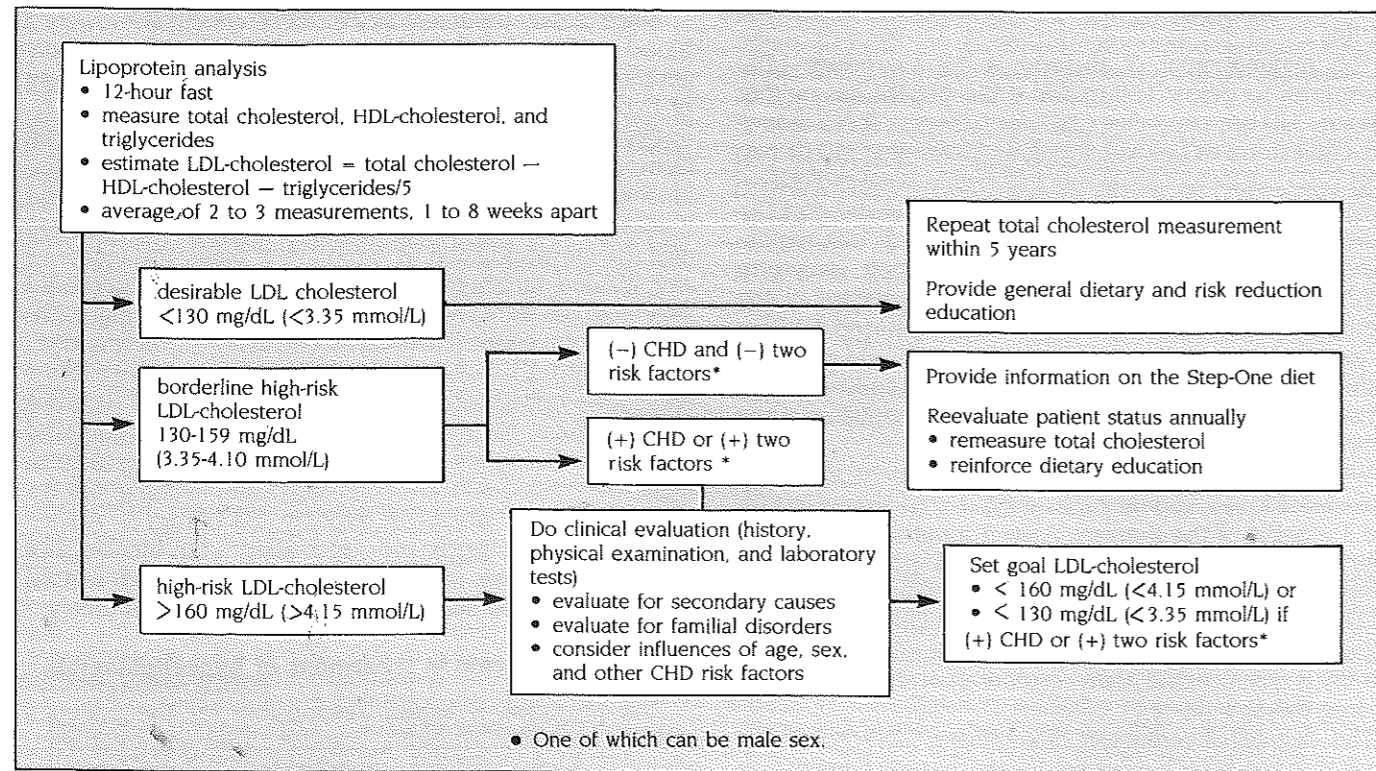 Lipoprotein analysis
• 12-hour fast
• measure total cholesterol, HDL-cholesterol, and
triglycerides
• estimate LDL-cholesterol = total cholesterol —
HDL-cholesterol — triglycerides/5
• average of 2 to 3 measurements, 1 to 8 weeks apart
desirable LDL cholesterol
<130 mg/dL (<3.35 mmol/L)
Repeat total cholesterol measurement
within 5 years
Provide general dietary and risk reduction
education
borderline high-risk
LDL-cholesterol
130-159 mg/dL
(3.35-4.10 mmol/L)
(−) CHD and (−) two
risk factors*
Provide information on the Step-One diet
Reevaluate patient status annually
• remeasure total cholesterol
• reinforce dietary education
(+) CHD or (+) two
risk factors *
high-risk LDL-cholesterol
>160 mg/dL (>4.15 mmol/L)
Do clinical evaluation (history,
physical examination, and laboratory
tests)
• evaluate for secondary causes
• evaluate for familial disorders
• consider influences of age, sex,
and other CHD risk factors
Set goal LDL-cholesterol
• < 160 mg/dL (<4.15 mmol/L) or
• < 130 mg/dL (<3.35 mmol/L) if
(+) CHD or (+) two risk factors*
• One of which can be male sex.